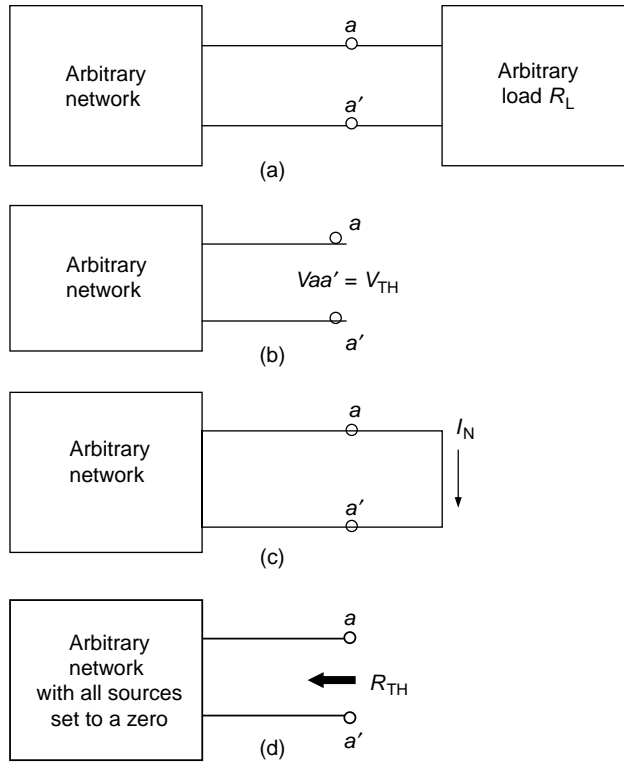 a
Arbitrary
network
Arbitrary
load R_L
a′
(a)
a
Arbitrary
network
Vaa′ = V_TH
a′
(b)
a
I_N
Arbitrary
network
a′
(c)
a
Arbitrary
network
with all sources
set to a zero
R_TH
a′
(d)